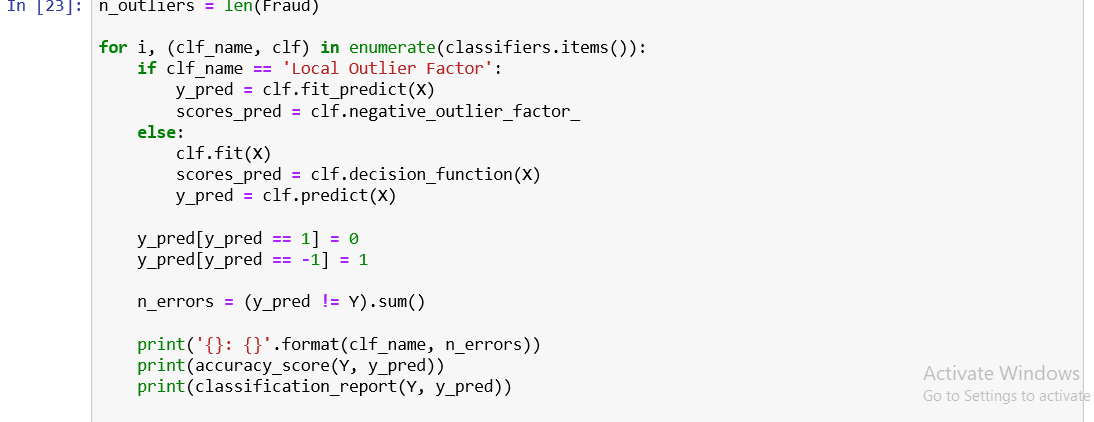 In [23]: n_outliers = len(Fraud)
for i, (clf_name, clf) in enumerate(classifiers.items()):
    if clf_name == 'Local Outlier Factor':
        y_pred = clf.fit_predict(X)
        scores_pred = clf.negative_outlier_factor_
    else:
        clf.fit(X)
        scores_pred = clf.decision_function(X)
        y_pred = clf.predict(X)
    y_pred[y_pred == 1] = 0
    y_pred[y_pred == -1] = 1
    n_errors = (y_pred != Y).sum()
    print('{}: {}'.format(clf_name, n_errors))
    print(accuracy_score(Y, y_pred))
    print(classification_report(Y, y_pred))
Activate Windows
Go to Settings to activate